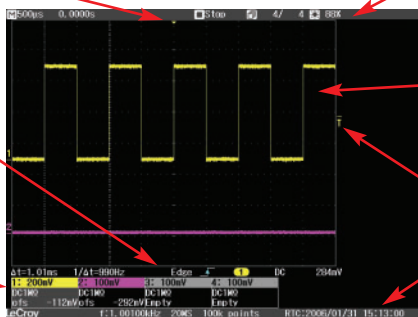 M 500µs 0.0000s Stop 4/ 4 88%
1
T
2
Δt=1.01ms 1/Δt=990Hz Edge 1 DC 284mV
1: 200mV 2: 100mV 3: 100mV 4: 100mV
DC1MΩ DC1MΩ DC1MΩ DC1MΩ
ofs -112mV ofs -292mV Empty Empty
LeCroy f:1.00100kHz 20MS 100k points RTC:2006/01/31 15:13:00